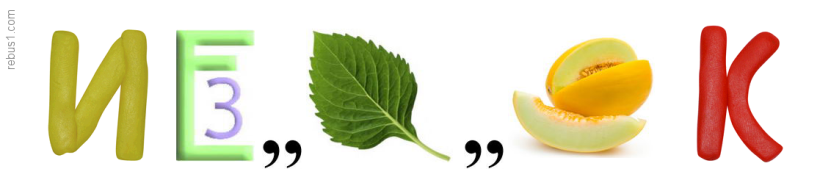 rebus1.com
И Е З ,, ,, К